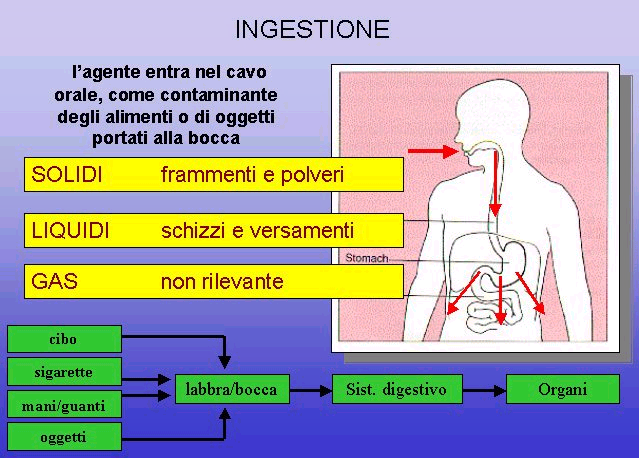 INGESTIONE
l’agente entra nel cavo
orale, come contaminante
degli alimenti o di oggetti
portati alla bocca
SOLIDI frammenti e polveri
LIQUIDI schizzi e versamenti
GAS non rilevante
Stomach
cibo
sigarette
mani/guanti
oggetti
labbra/bocca
Sist. digestivo
Organi